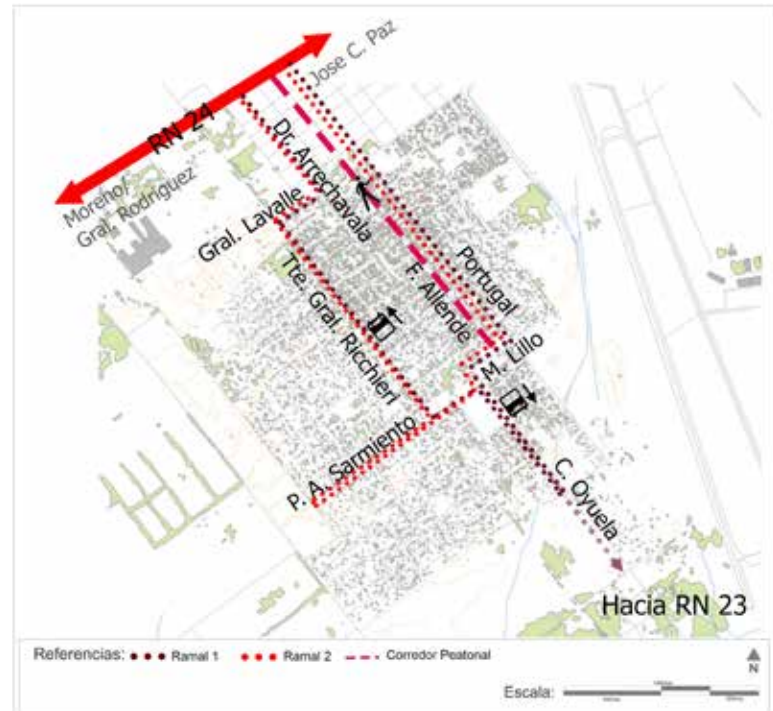 Jose C. Paz
RN 24
Moreno/
Gral. Rodriguez
Dr. Arrechavala
Gral. Lavalle
Portugal
F. Allende
Tte. Gral. Ricchieri
M. Lillo
P. A. Sarmiento
C. Oyuela
Hacia RN 23
Referencias: Ramal 1 Ramal 2 Corredor Peatonal
N
Escala: